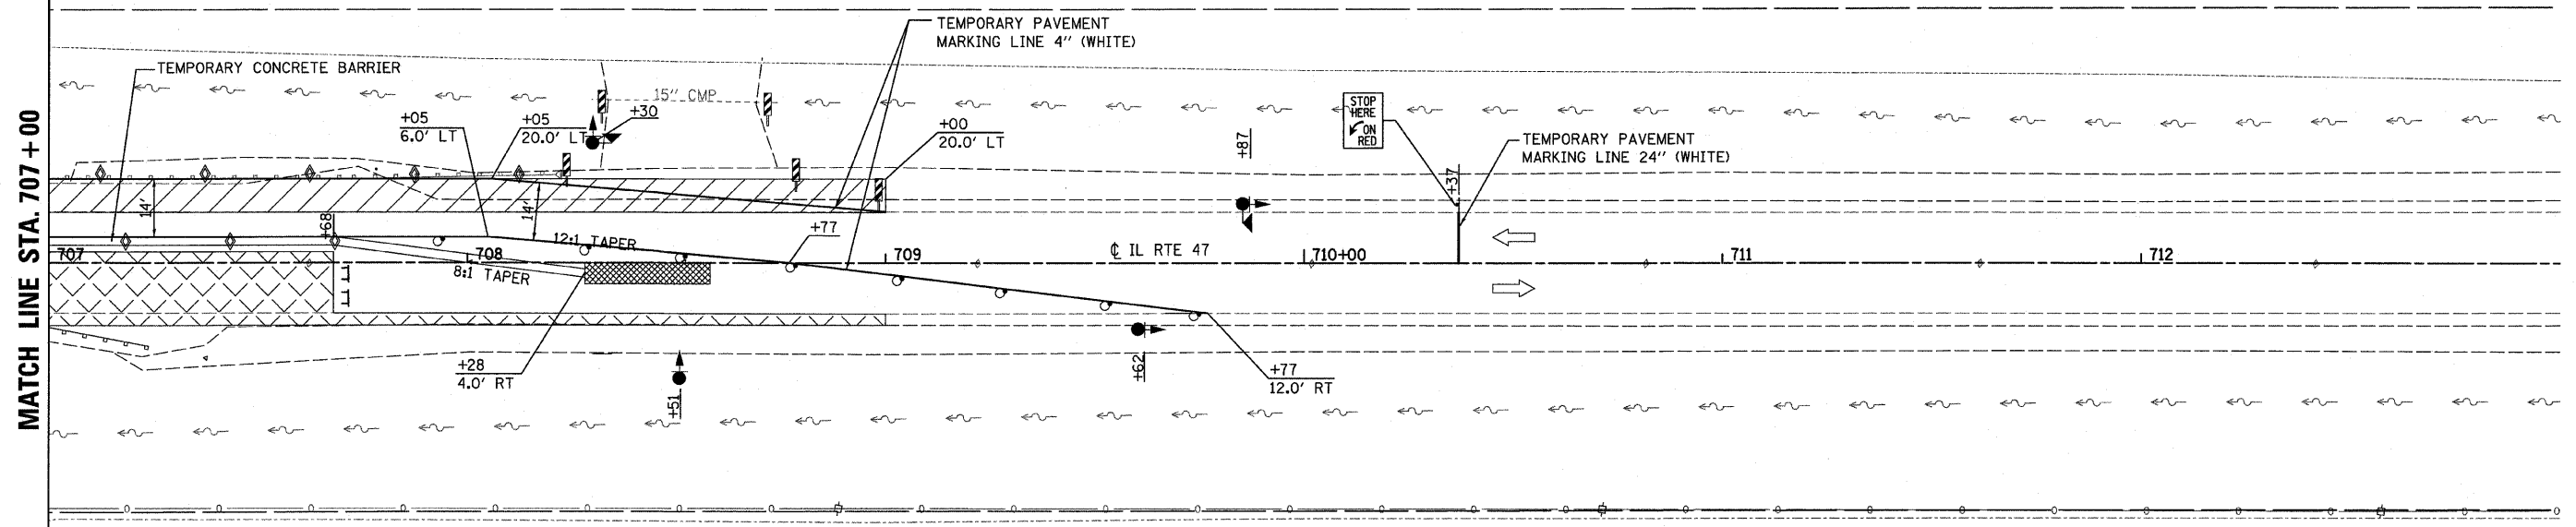 MATCH LINE STA. 707+00
TEMPORARY PAVEMENT
MARKING LINE 4" (WHITE)
TEMPORARY CONCRETE BARRIER
15" CMP
+30
+05
6.0' LT
+05
20.0' LT
+00
20.0' LT
+87
STOP
HERE
ON
RED
TEMPORARY PAVEMENT
MARKING LINE 24" (WHITE)
+37
14'
14'
+68
12:1 TAPER
+77
8:1 TAPER
707
708
709
℄ IL RTE 47
710+00
711
712
+28
4.0' RT
+51
+62
+77
12.0' RT